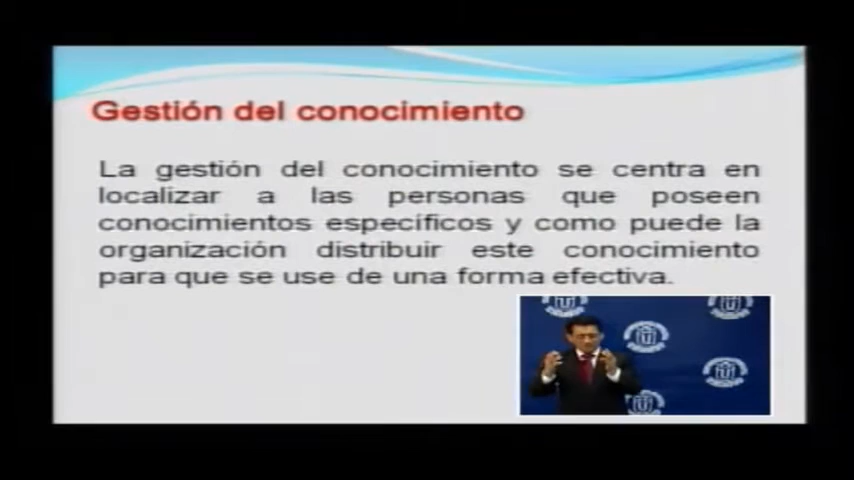 Gestión del conocimiento
La gestión del conocimiento se centra en
localizar a las personas que poseen
conocimientos específicos y como puede la
organización distribuir este conocimiento
para que se use de una forma efectiva.